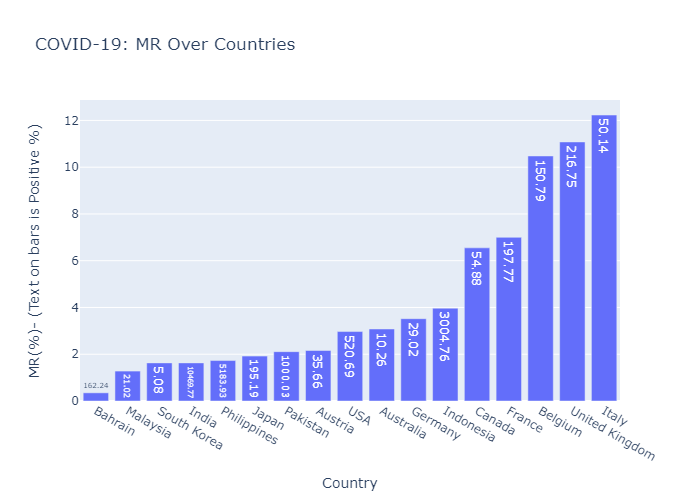 COVID-19: MR Over Countries
MR(%)- (Text on bars is Positive %)
12
10
8
6
4
2
0
162.24
21.02
5.08
10469.77
5183.93
195.19
1000.03
35.66
520.69
10.26
29.02
3004.76
54.88
197.77
150.79
216.75
50.14
Bahrain
Malaysia
South Korea
India
Philippines
Japan
Pakistan
Austria
USA
Australia
Germany
Indonesia
Canada
France
Belgium
United Kingdom
Italy
Country